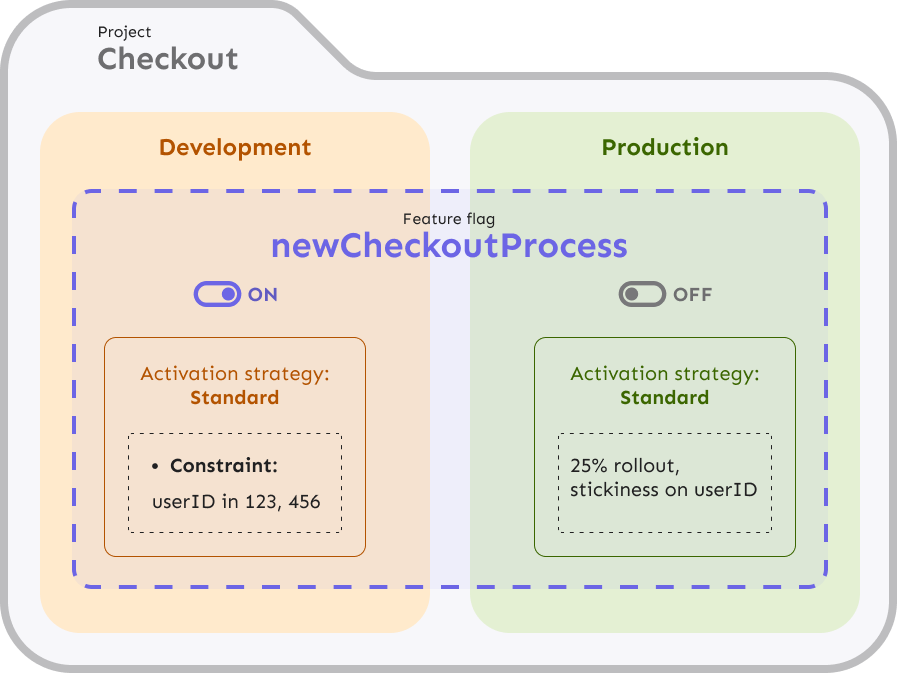 Project
Checkout
Development
Production
Feature flag
newCheckoutProcess
ON
OFF
Activation strategy:
Standard
• Constraint:
userID in 123, 456
Activation strategy:
Standard
25% rollout,
stickiness on userID